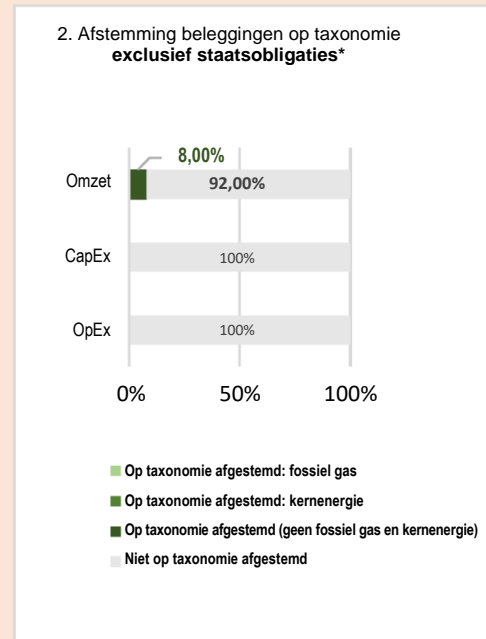 2. Afstemming beleggingen op taxonomie
exclusief staatsobligaties*
8,00%
Omzet
92,00%
CapEx
100%
OpEx
100%
0%
50%
100%
Op taxonomie afgestemd: fossiel gas
Op taxonomie afgestemd: kernenergie
Op taxonomie afgestemd (geen fossiel gas en kernenergie)
Niet op taxonomie afgestemd